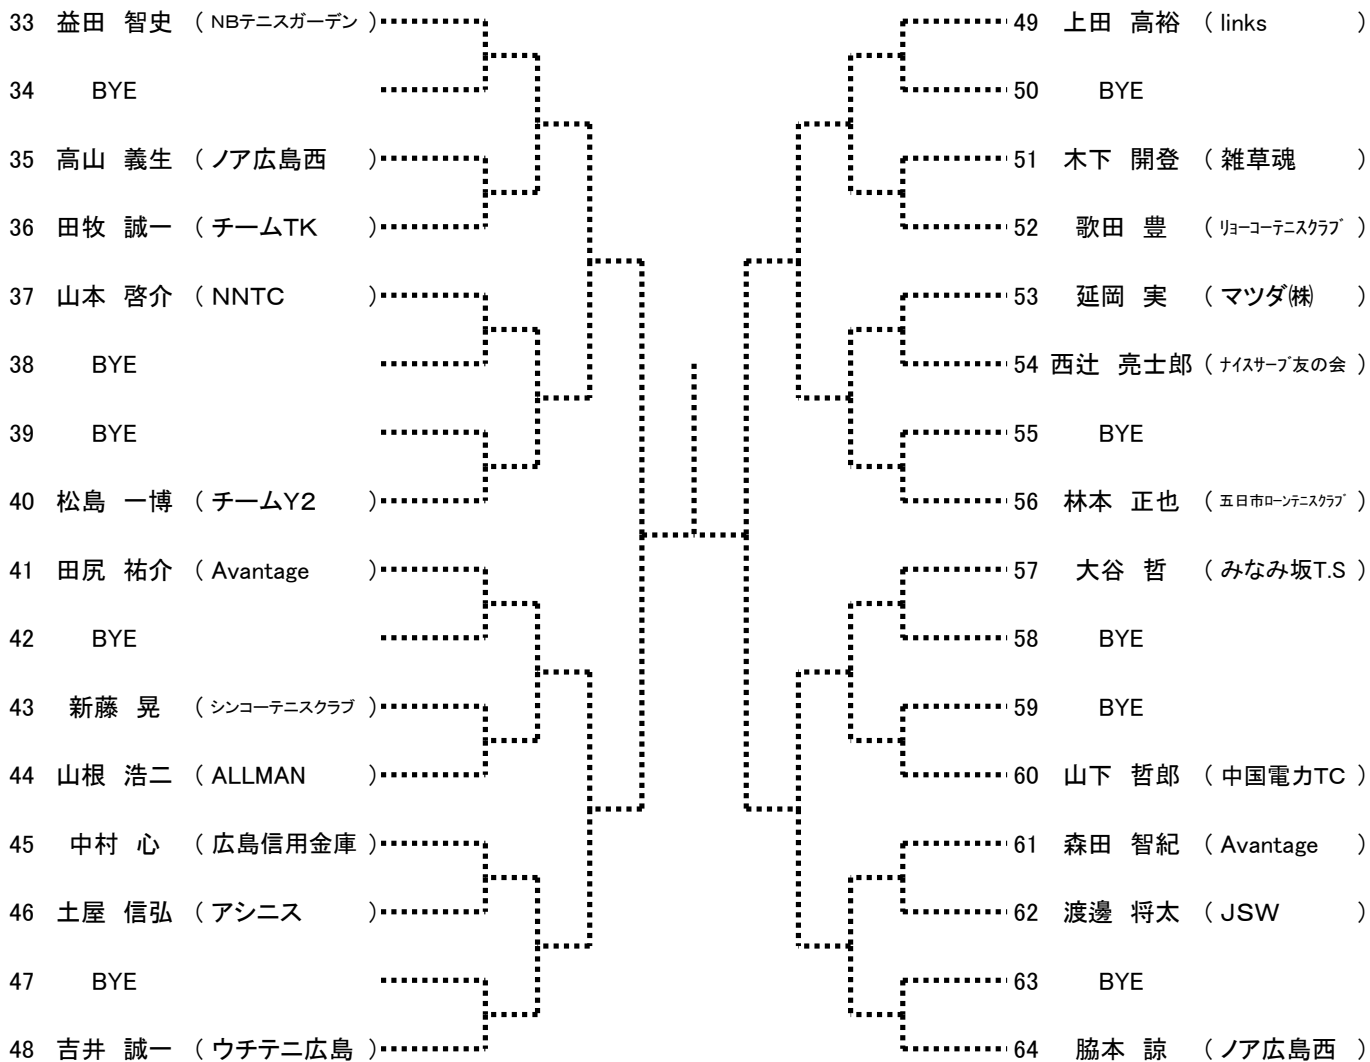 33 益田 智史 ( NBテニスガーデン )
34 BYE
35 高山 義生 ( ノア広島西 )
36 田牧 誠一 ( チームTK )
37 山本 啓介 ( NNTC )
38 BYE
39 BYE
40 松島 一博 ( チームY2 )
41 田尻 祐介 ( Avantage )
42 BYE
43 新藤 晃 ( シンコーテニスクラブ )
44 山根 浩二 ( ALLMAN )
45 中村 心 ( 広島信用金庫 )
46 土屋 信弘 ( アシニス )
47 BYE
48 吉井 誠一 ( ウチテニ広島 )
49 上田 高裕 ( links )
50 BYE
51 木下 開登 ( 雑草魂 )
52 歌田 豊 ( リョーコーテニスクラブ )
53 延岡 実 ( マツダ㈱ )
54 西辻 亮士郎 ( ナイスサーブ友の会 )
55 BYE
56 林本 正也 ( 五日市ローンテニスクラブ )
57 大谷 哲 ( みなみ坂T.S )
58 BYE
59 BYE
60 山下 哲郎 ( 中国電力TC )
61 森田 智紀 ( Avantage )
62 渡邊 将太 ( JSW )
63 BYE
64 脇本 諒 ( ノア広島西 )